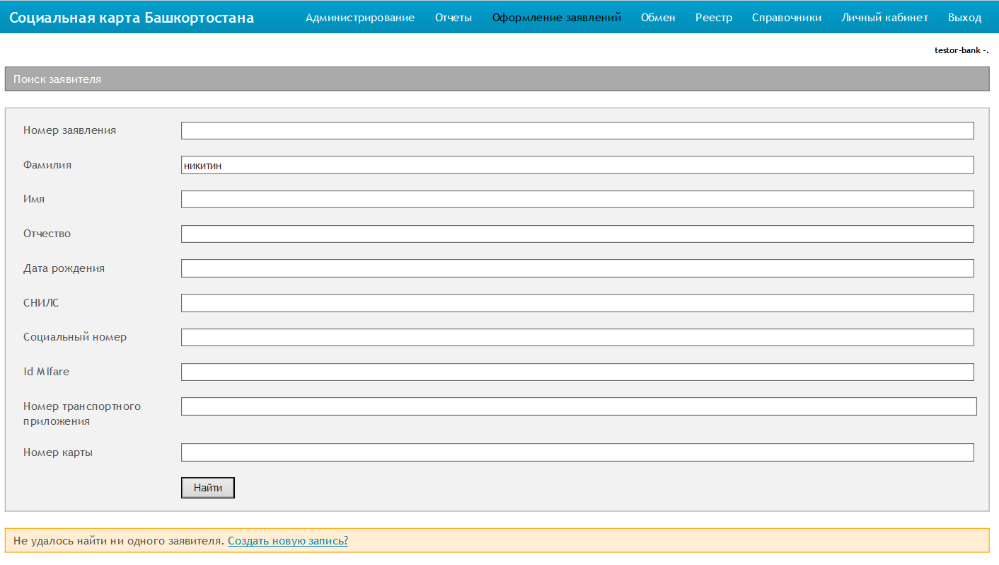 Социальная карта Башкортостана Администрирование Отчеты Оформление заявлений Обмен Реестр Справочники Личный кабинет Выход
testor-bank -.
Поиск заявителя
Номер заявления
Фамилия никитин
Имя
Отчество
Дата рождения
СНИЛС
Социальный номер
Id Mifare
Номер транспортного
приложения
Номер карты
Найти
Не удалось найти ни одного заявителя. Создать новую запись?